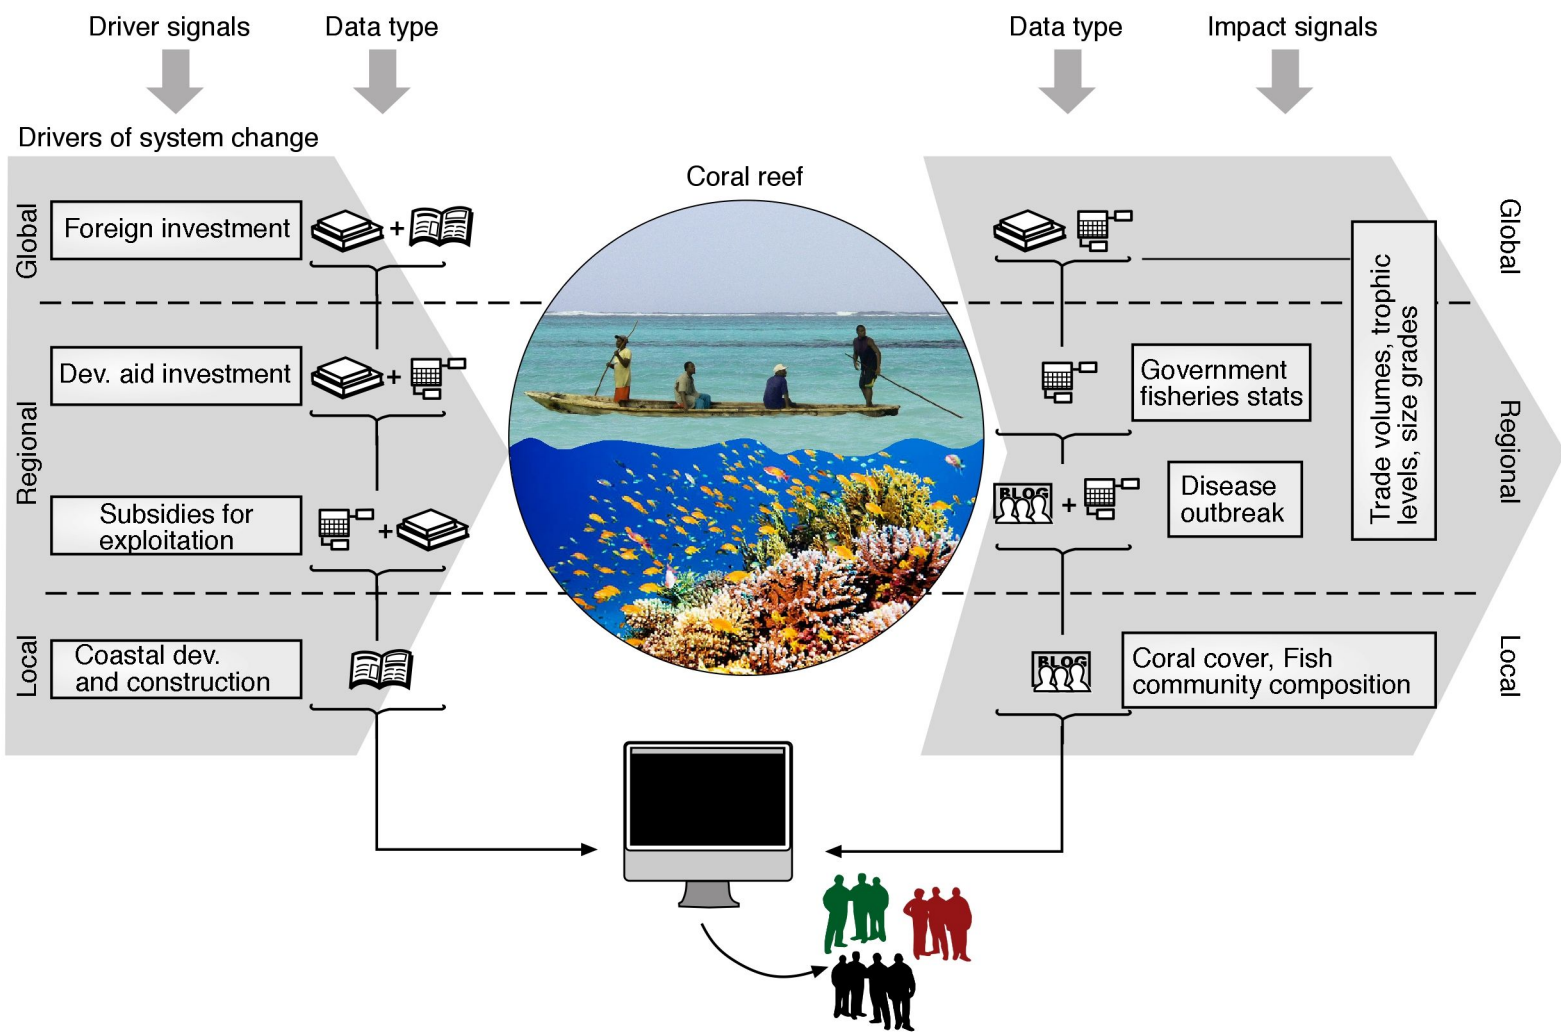 Driver signals
Data type
Data type
Impact signals
Drivers of system change
Coral reef
Global
Foreign investment
Regional
Dev. aid investment
Subsidies for
exploitation
Local
Coastal dev.
and construction
Global
Trade volumes, trophic
levels, size grades
Regional
Government
fisheries stats
BLOG
Disease
outbreak
Local
BLOG
Coral cover, Fish
community composition